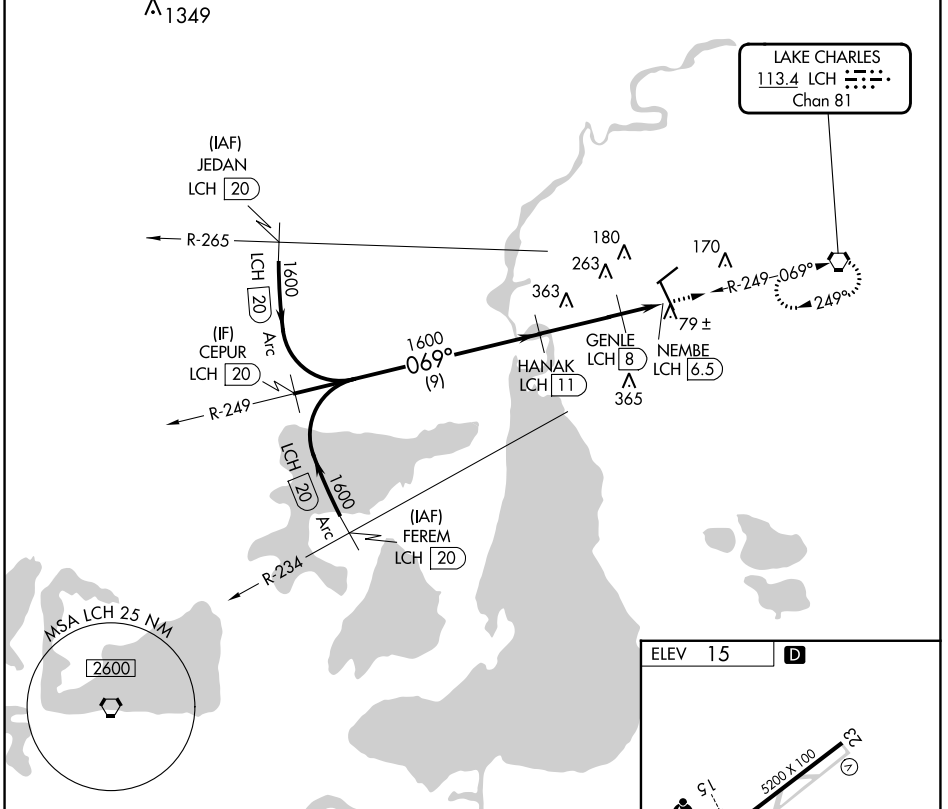 1349
LAKE CHARLES
113.4 LCH
Chan 81
(IAF)
JEDAN
LCH 20
R-265
1600
LCH 20 Arc
(IF)
CEPUR
LCH 20
R-249
1600
069°
(9)
180
263
363
170
R-249
069°
249°
79 ±
HANAK
LCH 11
GENLE
LCH 8
NEMBE
LCH 6.5
365
LCH 20 Arc
1600
(IAF)
FEREM
LCH 20
R-234
MSA LCH 25 NM
2600
ELEV 15 D
5200 X 100
23
15
V